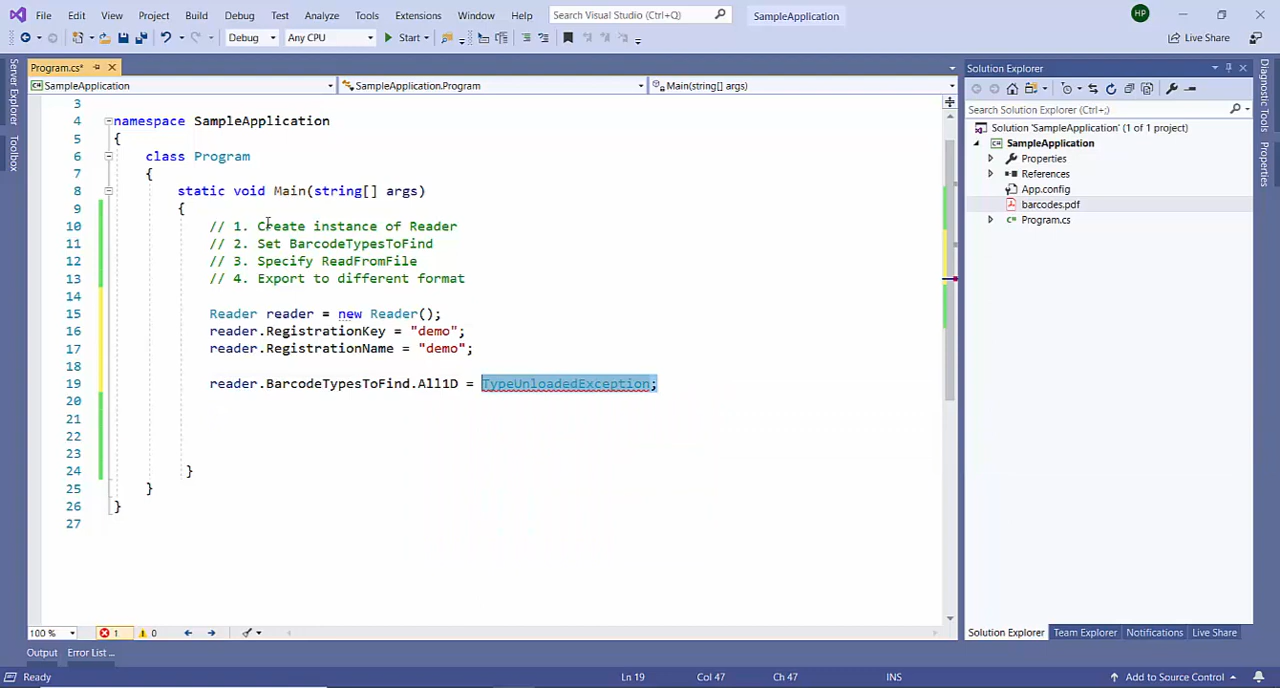 File Edit View Project Build Debug Test Analyze Tools Extensions Window Help Search Visual Studio (Ctrl+Q) SampleApplication HP
Debug Any CPU Start Live Share
Program.cs* Solution Explorer
SampleApplication SampleApplication.Program Main(string[] args)
Search Solution Explorer (Ctrl+;)
Server Explorer
Toolbox
3
4 namespace SampleApplication
5 {
6 class Program
7 {
8 static void Main(string[] args)
9 {
10 // 1. Create instance of Reader
11 // 2. Set BarcodeTypesToFind
12 // 3. Specify ReadFromFile
13 // 4. Export to different format
14
15 Reader reader = new Reader();
16 reader.RegistrationKey = "demo";
17 reader.RegistrationName = "demo";
18
19 reader.BarcodeTypesToFind.All1D = TypeUnloadedException;
20
21
22
23
24 }
25 }
26 }
27
Solution 'SampleApplication' (1 of 1 project)
SampleApplication
Properties
References
App.config
barcodes.pdf
Program.cs
Diagnostic Tools
Properties
100 % 1 0
Solution Explorer Team Explorer Notifications Live Share
Output Error List ...
Ready Ln 19 Col 47 Ch 47 INS Add to Source Control